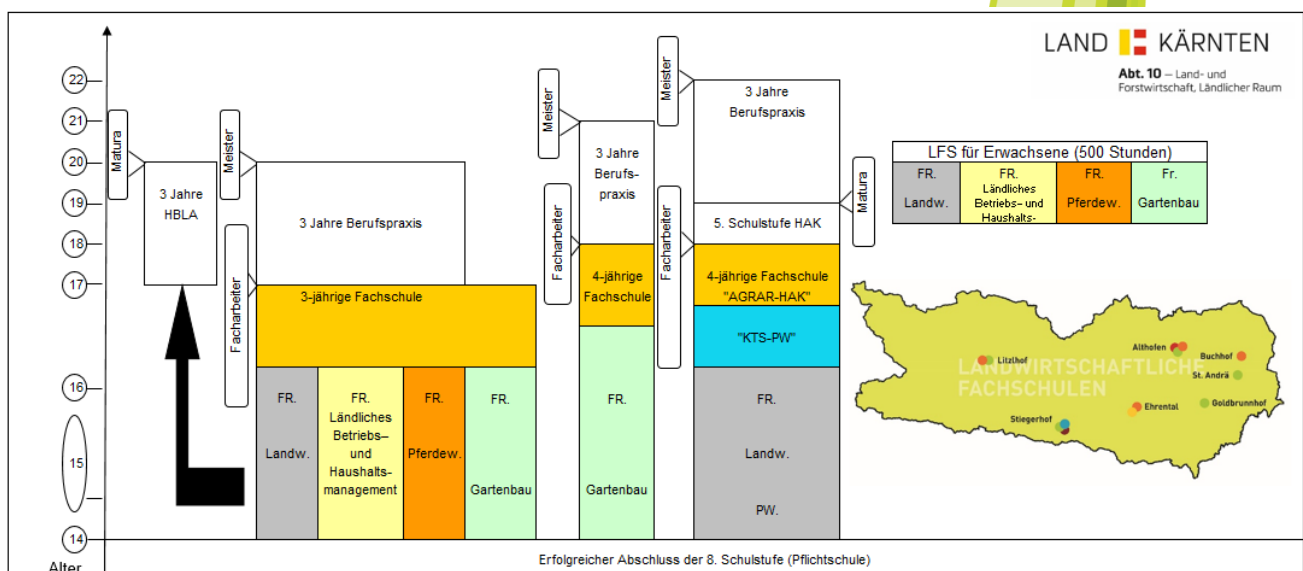 LAND KÄRNTEN
Abt. 10 – Land- und
Forstwirtschaft, Ländlicher Raum
22
21
20
19
18
17
16
15
14
Alter
Matura
3 Jahre
HBLA
Meister
Facharbeiter
3 Jahre Berufspraxis
3-jährige Fachschule
FR.
Landw.
FR.
Ländliches
Betriebs–
und
Haushalts-
management
FR.
Pferdew.
FR.
Gartenbau
Meister
Facharbeiter
3 Jahre
Berufs-
praxis
4-jährige
Fachschule
FR.
Gartenbau
Meister
Facharbeiter
3 Jahre
Berufspraxis
Matura
5. Schulstufe HAK
4-jährige Fachschule
"AGRAR-HAK"
"KTS-PW"
FR.
Landw.
PW.
LFS für Erwachsene (500 Stunden)
FR.
Landw.
FR.
Ländliches
Betriebs– und
Haushalts-
FR.
Pferdew.
Fr.
Gartenbau
LANDWIRTSCHAFTLICHE
FACHSCHULEN
Litzlhof
Althofen
Buchhof
St. Andrä
Goldbrunnhof
Ehrental
Stiegerhof
Erfolgreicher Abschluss der 8. Schulstufe (Pflichtschule)